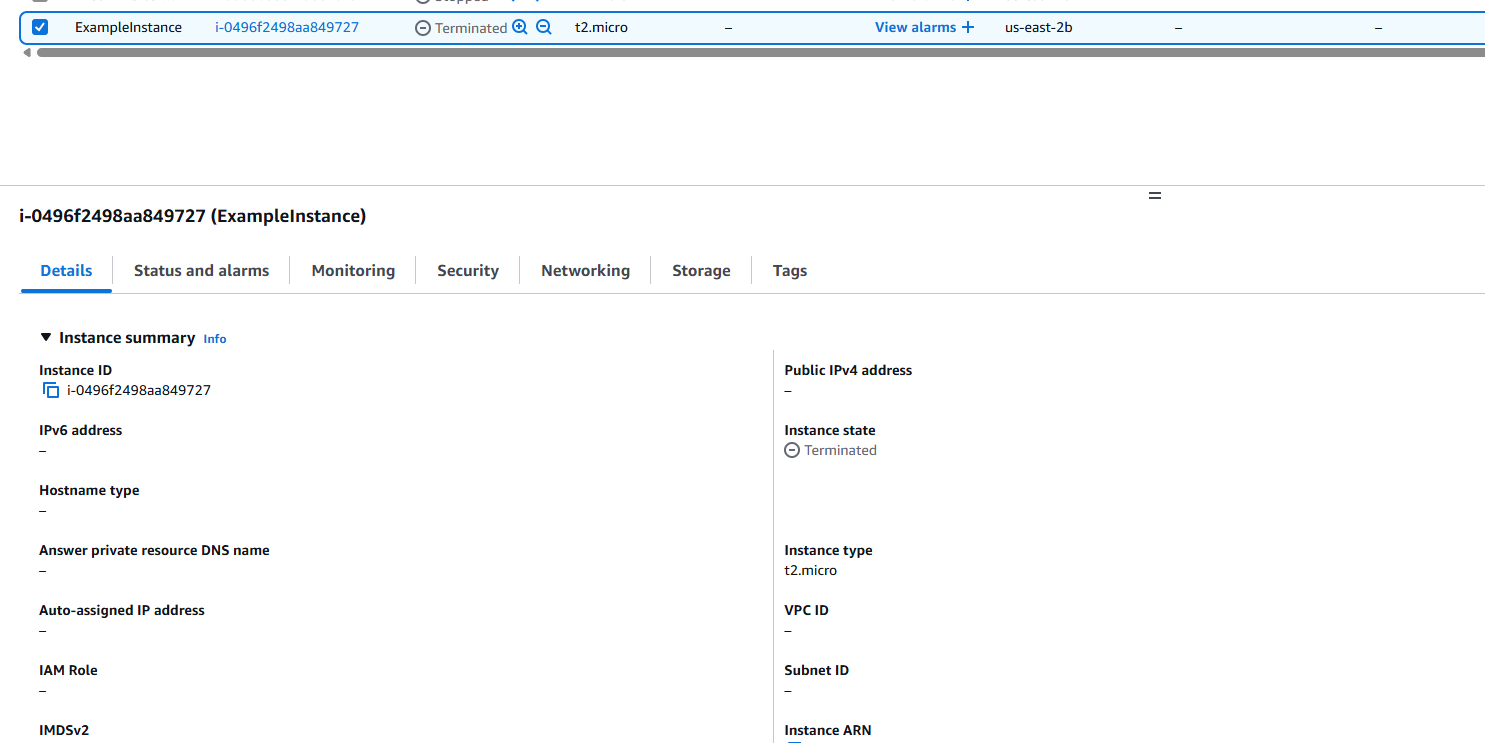 ExampleInstance i-0496f2498aa849727 Terminated t2.micro – View alarms + us-east-2b – –
i-0496f2498aa849727 (ExampleInstance)
Details Status and alarms Monitoring Security Networking Storage Tags
Instance summary Info
Instance ID
i-0496f2498aa849727
Public IPv4 address
–
IPv6 address
–
Instance state
Terminated
Hostname type
–
Answer private resource DNS name
–
Instance type
t2.micro
Auto-assigned IP address
–
VPC ID
–
IAM Role
–
Subnet ID
–
IMDSv2
Instance ARN